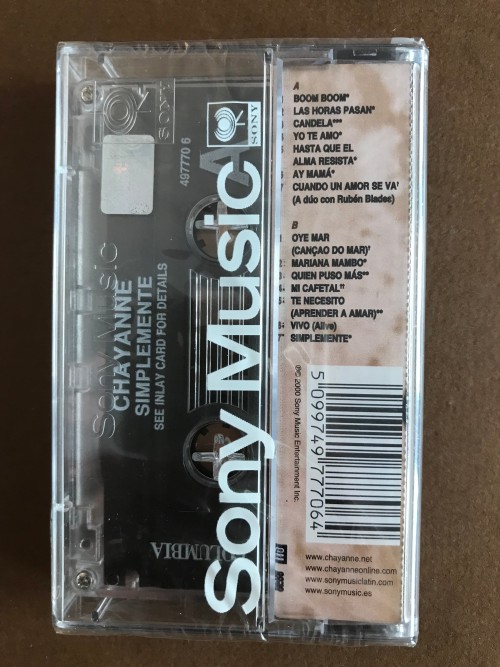 SONY
SONY
497770 6
A
CHAYANNE
SIMPLEMENTE
SEE INLAY CARD FOR DETAILS
Sony Music
Sony Music
COLUMBIA
A
BOOM BOOM*
LAS HORAS PASAN*
CANDELA***
YO TE AMO*
HASTA QUE EL
ALMA RESISTA*
AY MAMÁ*
7 CUANDO UN AMOR SE VA†
(A dúo con Rubén Blades)
B
OYE MAR
(CANÇAO DO MAR)†
MARIANA MAMBO*
QUIEN PUSO MÁS**
MI CAFETAL††
TE NECESITO
(APRENDER A AMAR)**
VIVO (Alive)
SIMPLEMENTE*
℗© 2000 Sony Music Entertainment Inc.
5099749777064
www.chayanne.net
www.chayanneonline.com
www.sonymusiclatin.com
www.sonymusic.es